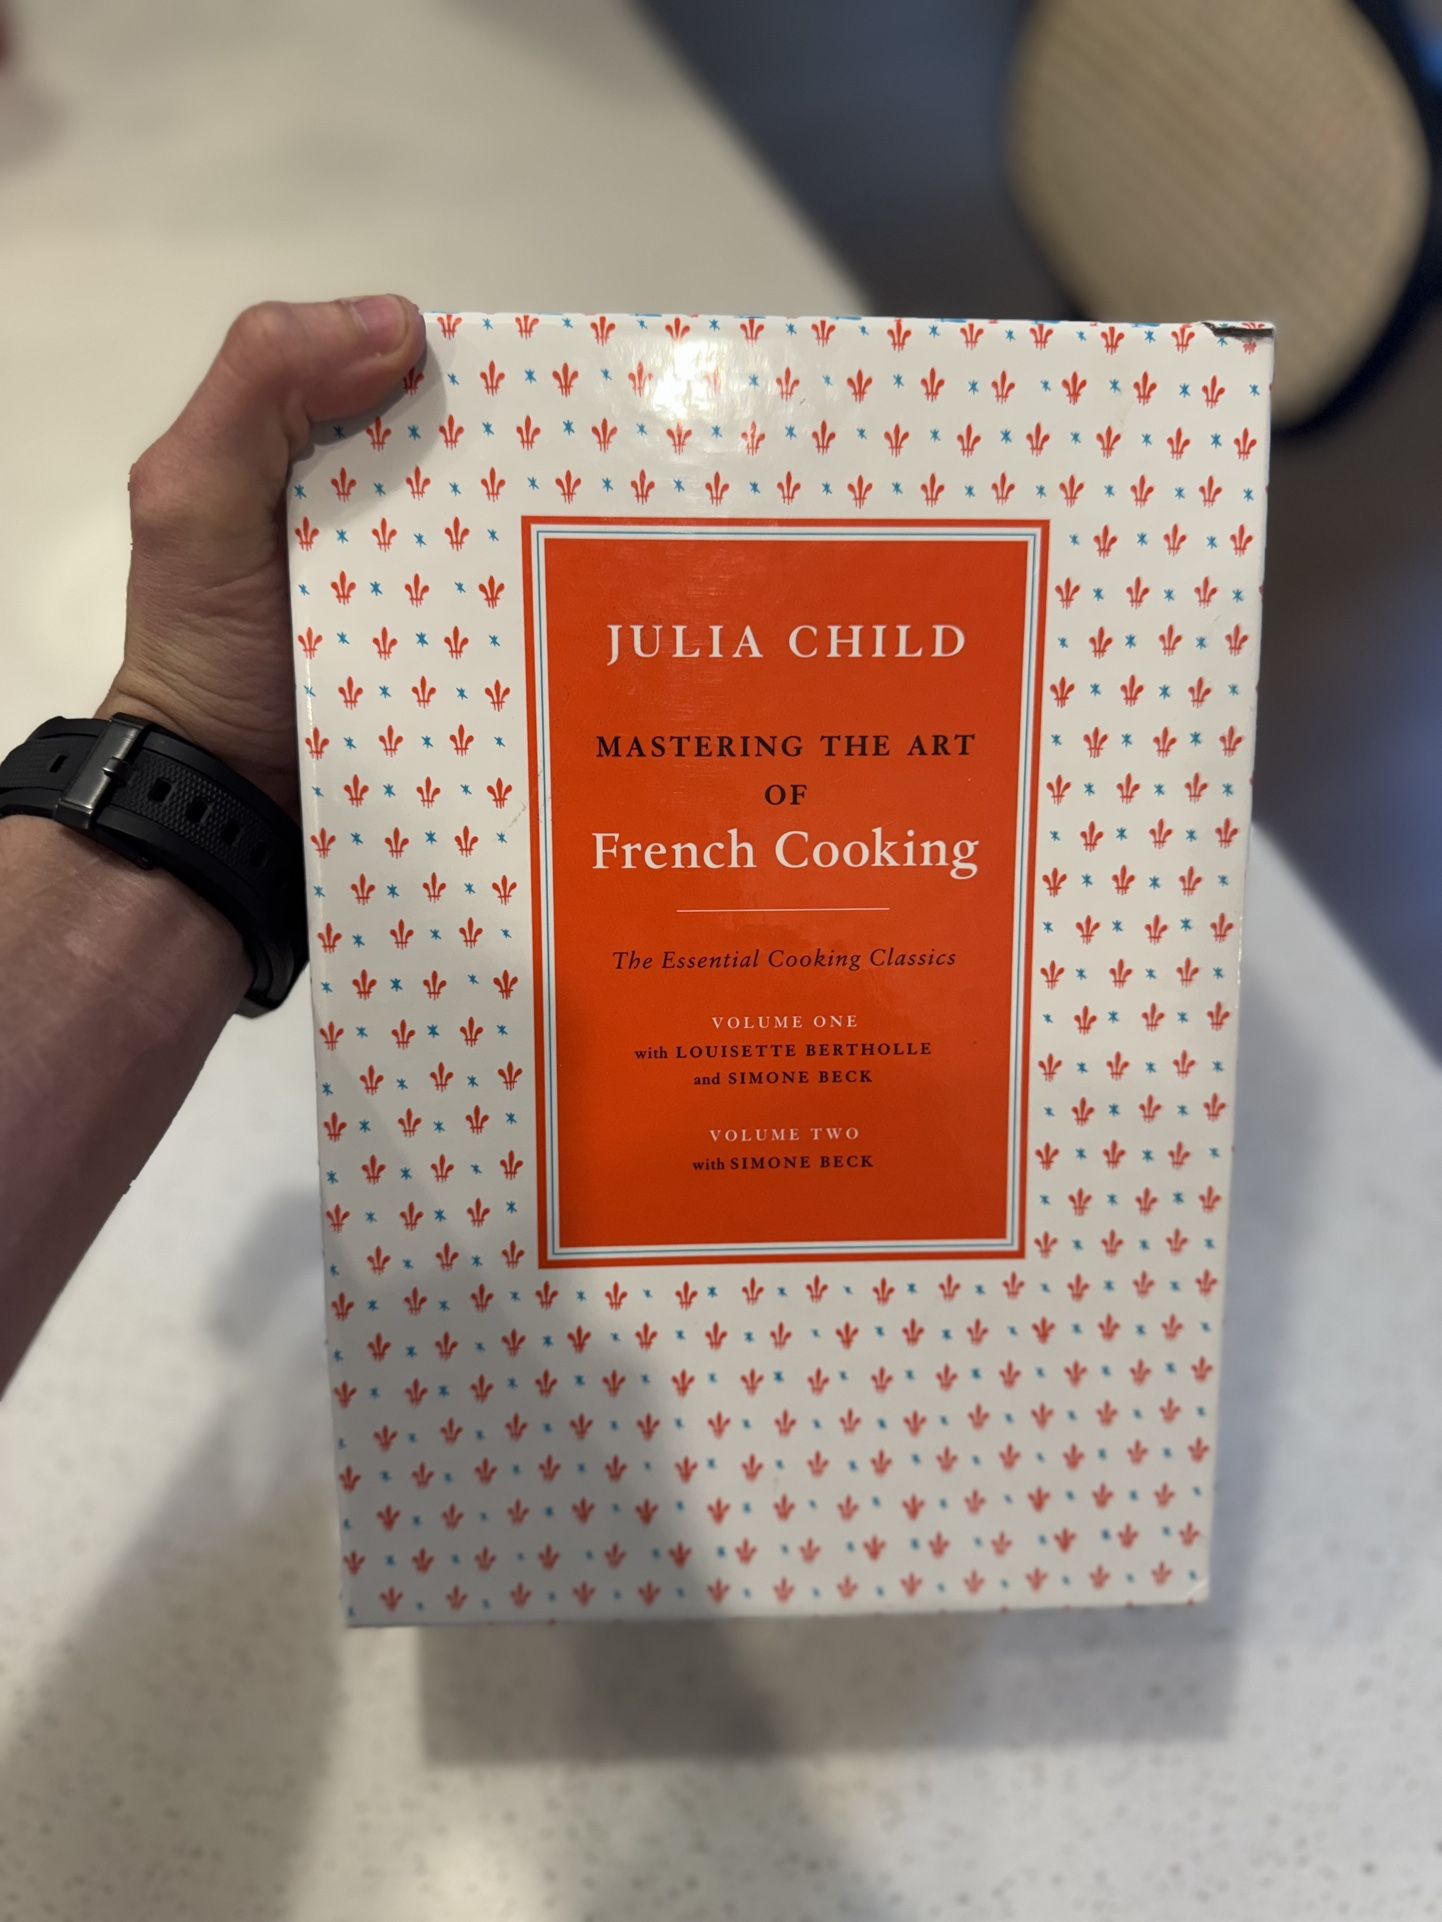 JULIA CHILD
MASTERING THE ART
OF
French Cooking
The Essential Cooking Classics
VOLUME ONE
with LOUISETTE BERTHOLLE
and SIMONE BECK
VOLUME TWO
with SIMONE BECK